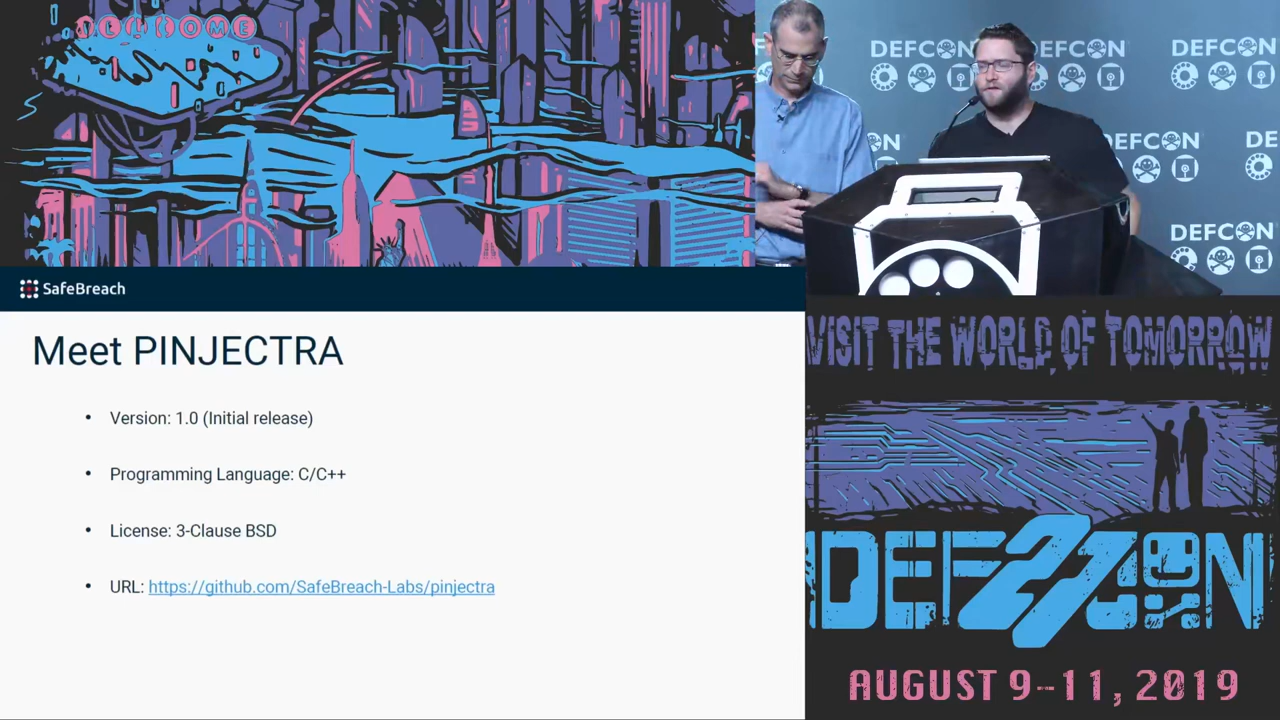 WELCOME
DEFCON
DEFCON
DEFCON
DEFCON
DEFCON
SafeBreach
Meet PINJECTRA
• Version: 1.0 (Initial release)
• Programming Language: C/C++
• License: 3-Clause BSD
• URL: https://github.com/SafeBreach-Labs/pinjectra
VISIT THE WORLD OF TOMORROW
DEF27CON
AUGUST 9-11, 2019